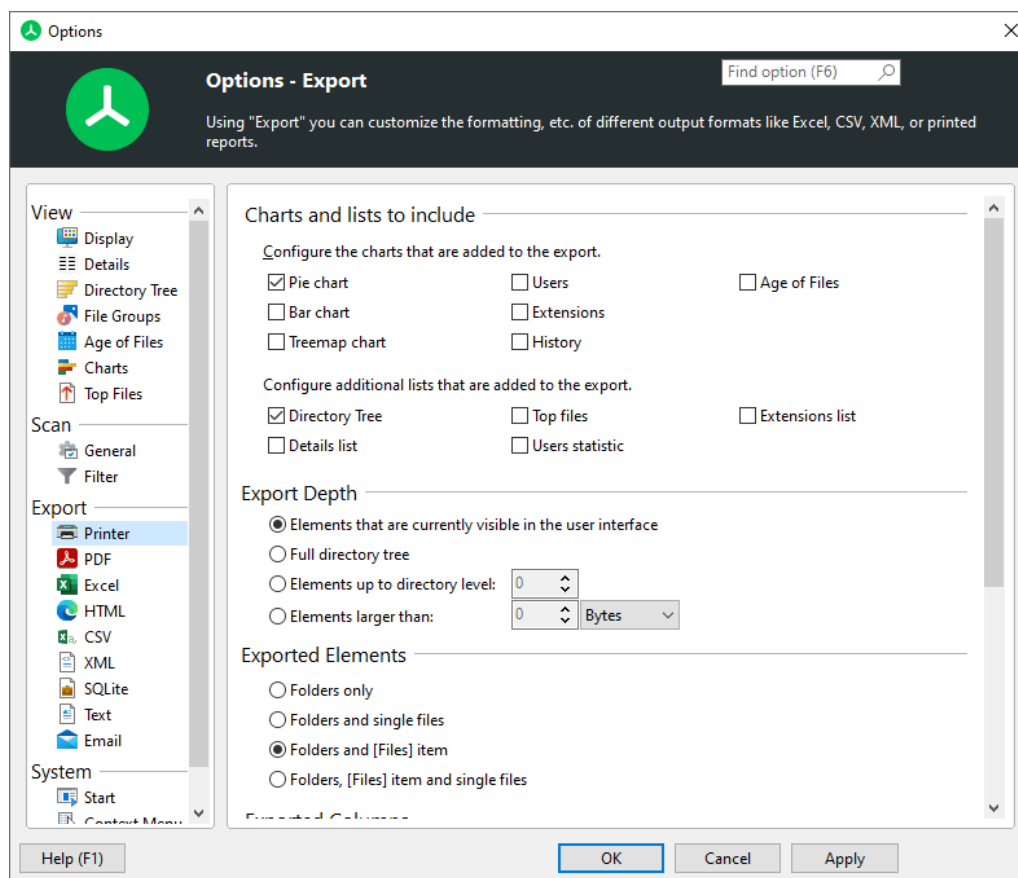 Options
Options - Export
Find option (F6)
Using "Export" you can customize the formatting, etc. of different output formats like Excel, CSV, XML, or printed
reports.
View
Display
Details
Directory Tree
File Groups
Age of Files
Charts
Top Files
Scan
General
Filter
Export
Printer
PDF
Excel
HTML
CSV
XML
SQLite
Text
Email
System
Start
Context Menu
Charts and lists to include
Configure the charts that are added to the export.
Pie chart Users Age of Files
Bar chart Extensions
Treemap chart History
Configure additional lists that are added to the export.
Directory Tree Top files Extensions list
Details list Users statistic
Export Depth
Elements that are currently visible in the user interface
Full directory tree
Elements up to directory level: 0
Elements larger than: 0 Bytes
Exported Elements
Folders only
Folders and single files
Folders and [Files] item
Folders, [Files] item and single files
Exported Columns
Help (F1) OK Cancel Apply